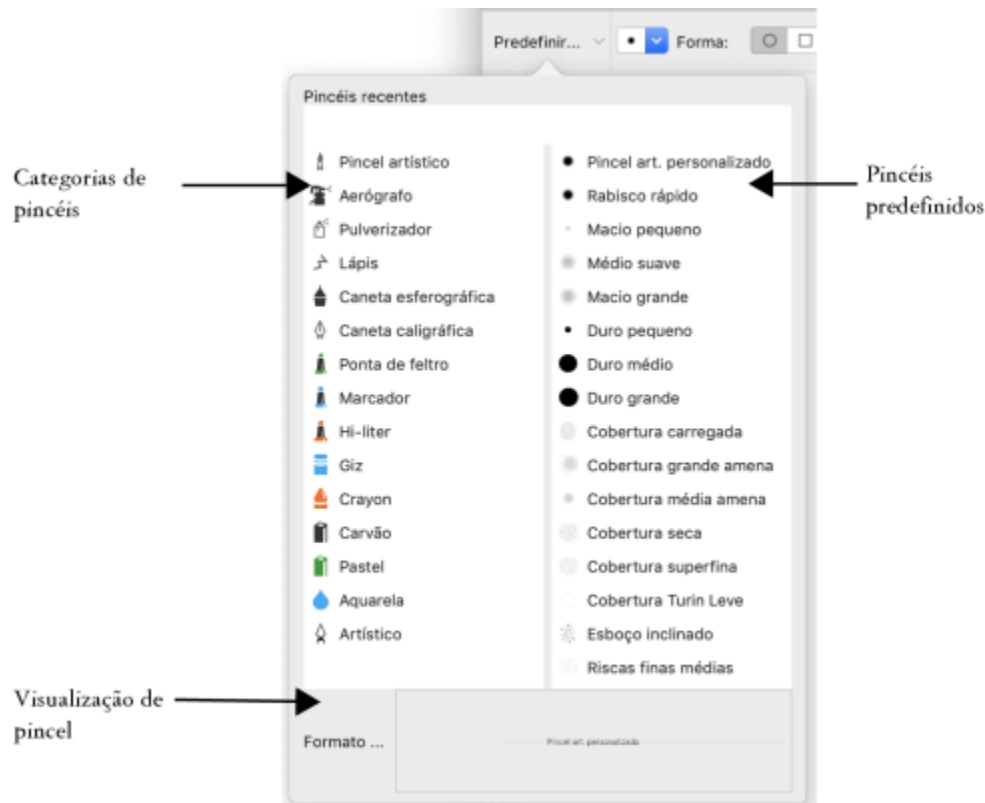 Predefinir...
Forma:
Pincéis recentes
Categorias de
pincéis
Pincel artístico
Aerógrafo
Pulverizador
Lápis
Caneta esferográfica
Caneta caligráfica
Ponta de feltro
Marcador
Hi-liter
Giz
Crayon
Carvão
Pastel
Aquarela
Artístico
Pincel art. personalizado
Rabisco rápido
Macio pequeno
Médio suave
Macio grande
Duro pequeno
Duro médio
Duro grande
Cobertura carregada
Cobertura grande amena
Cobertura média amena
Cobertura seca
Cobertura superfina
Cobertura Turin Leve
Esboço inclinado
Riscas finas médias
Pincéis
predefinidos
Visualização de
pincel
Formato ...
Pincel art. personalizado